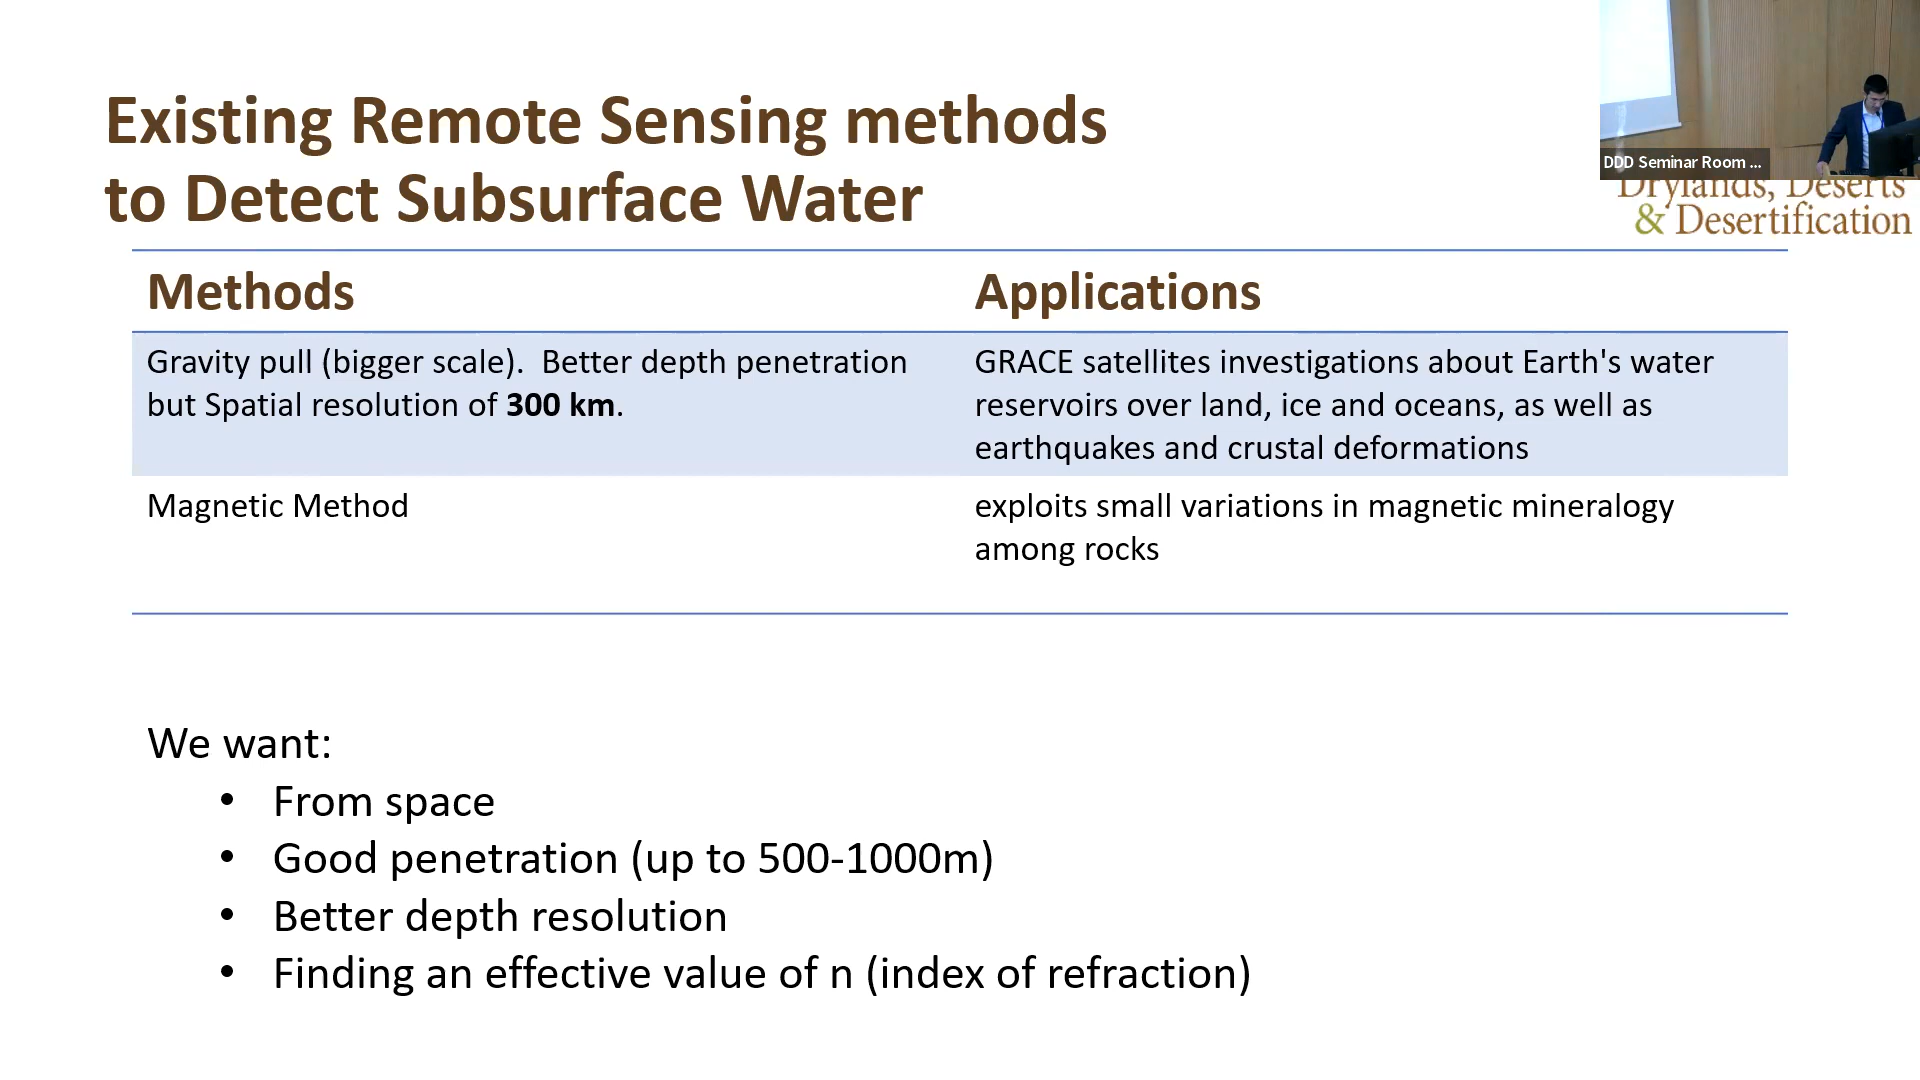 Existing Remote Sensing methods
to Detect Subsurface Water
DDD Seminar Room ...
Drylands, Deserts
& Desertification
Methods
Applications
Gravity pull (bigger scale).  Better depth penetration
but Spatial resolution of 300 km.
GRACE satellites investigations about Earth's water
reservoirs over land, ice and oceans, as well as
earthquakes and crustal deformations
Magnetic Method
exploits small variations in magnetic mineralogy
among rocks
We want:
• From space
• Good penetration (up to 500-1000m)
• Better depth resolution
• Finding an effective value of n (index of refraction)